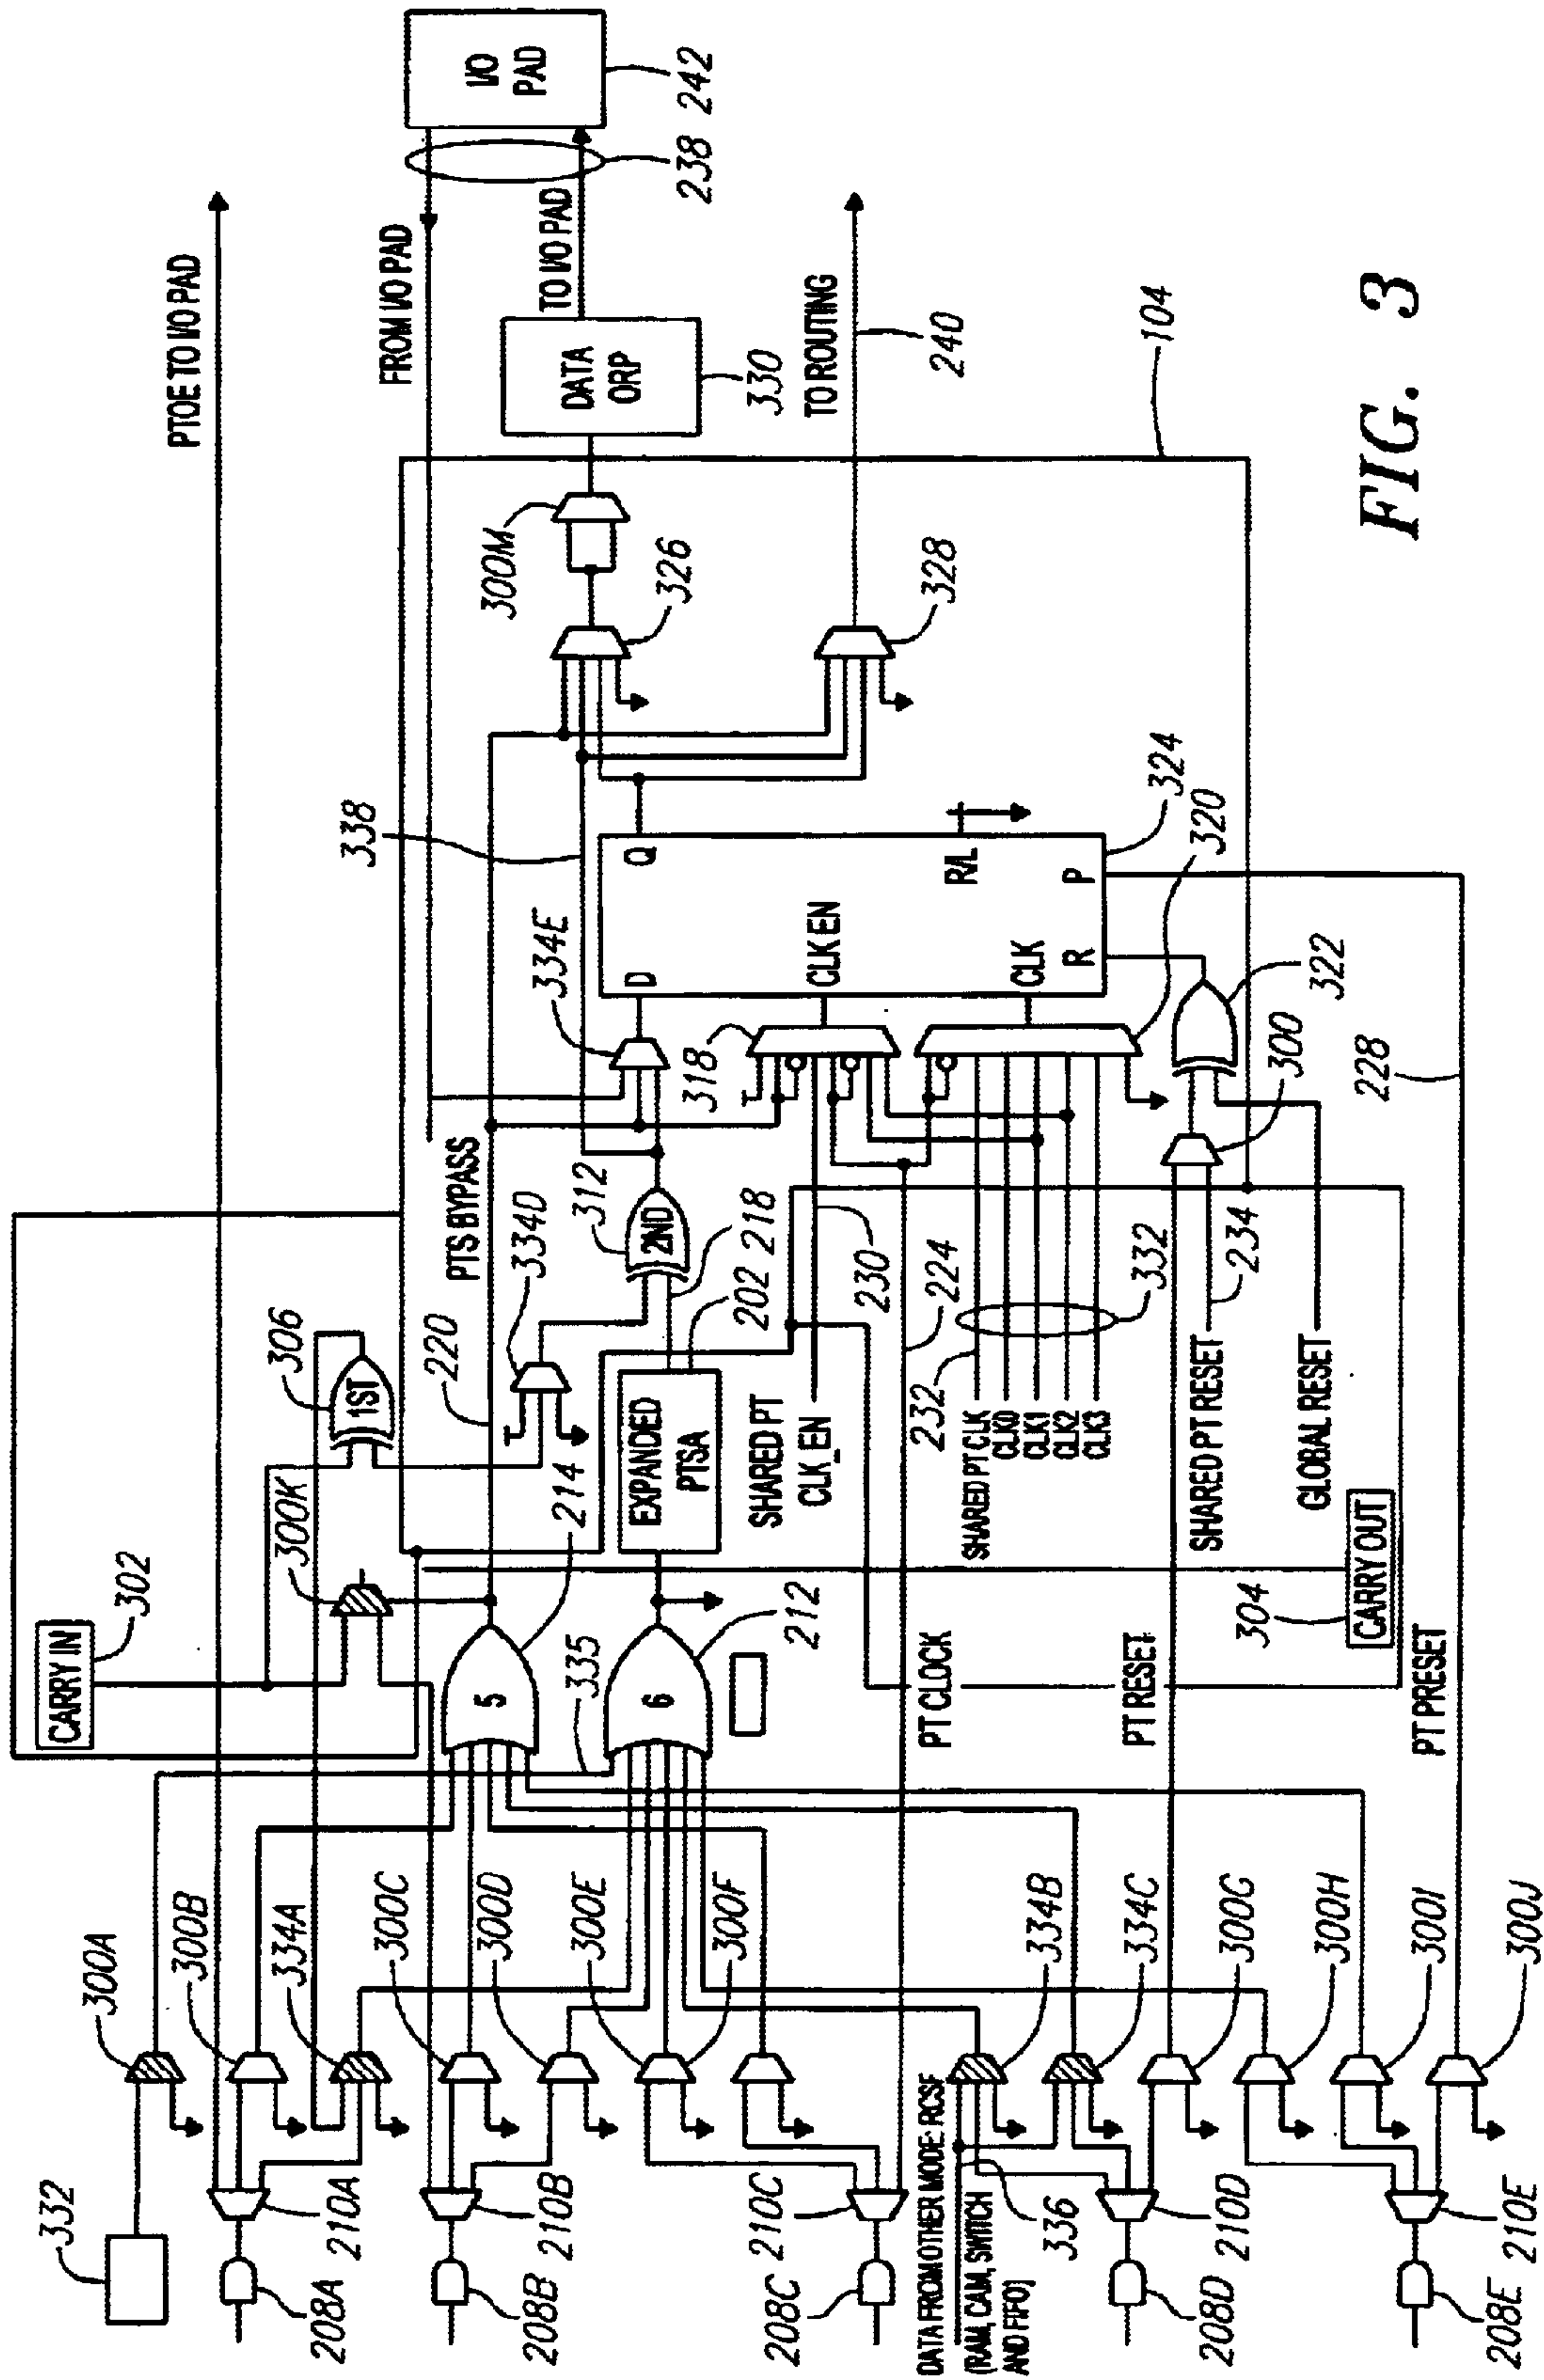 PTOE TO I/O PAD
FROM I/O PAD
TO I/O PAD
I/O
PAD
242
238
DATA
ORP
330
TO ROUTING
240
104
FIG. 3
300M
326
328
338
334E
D
Q
CLK EN
CLK
R/L
R
P
324
320
318
322
300
228
PTS BYPASS
312
2ND
334D
218
202
EXPANDED
PTSA
220
214
306
1ST
300K
CARRY IN
302
SHARED PT
CLK_EN
230
224
232
332
SHARED PT CLK
CLK0
CLK1
CLK2
CLK3
SHARED PT RESET
234
GLOBAL RESET
304
CARRY OUT
5
6
335
212
PT CLOCK
PT RESET
PT PRESET
300A
300B
334A
300C
300D
300E
300F
334B
334C
300G
300H
300I
300J
332
210A
208A
210B
208B
210C
208C
DATA FROM OTHER MODE: RCSF
(RAM, CAM, SWITCH
AND FIFO]
336
210D
208D
210E
208E